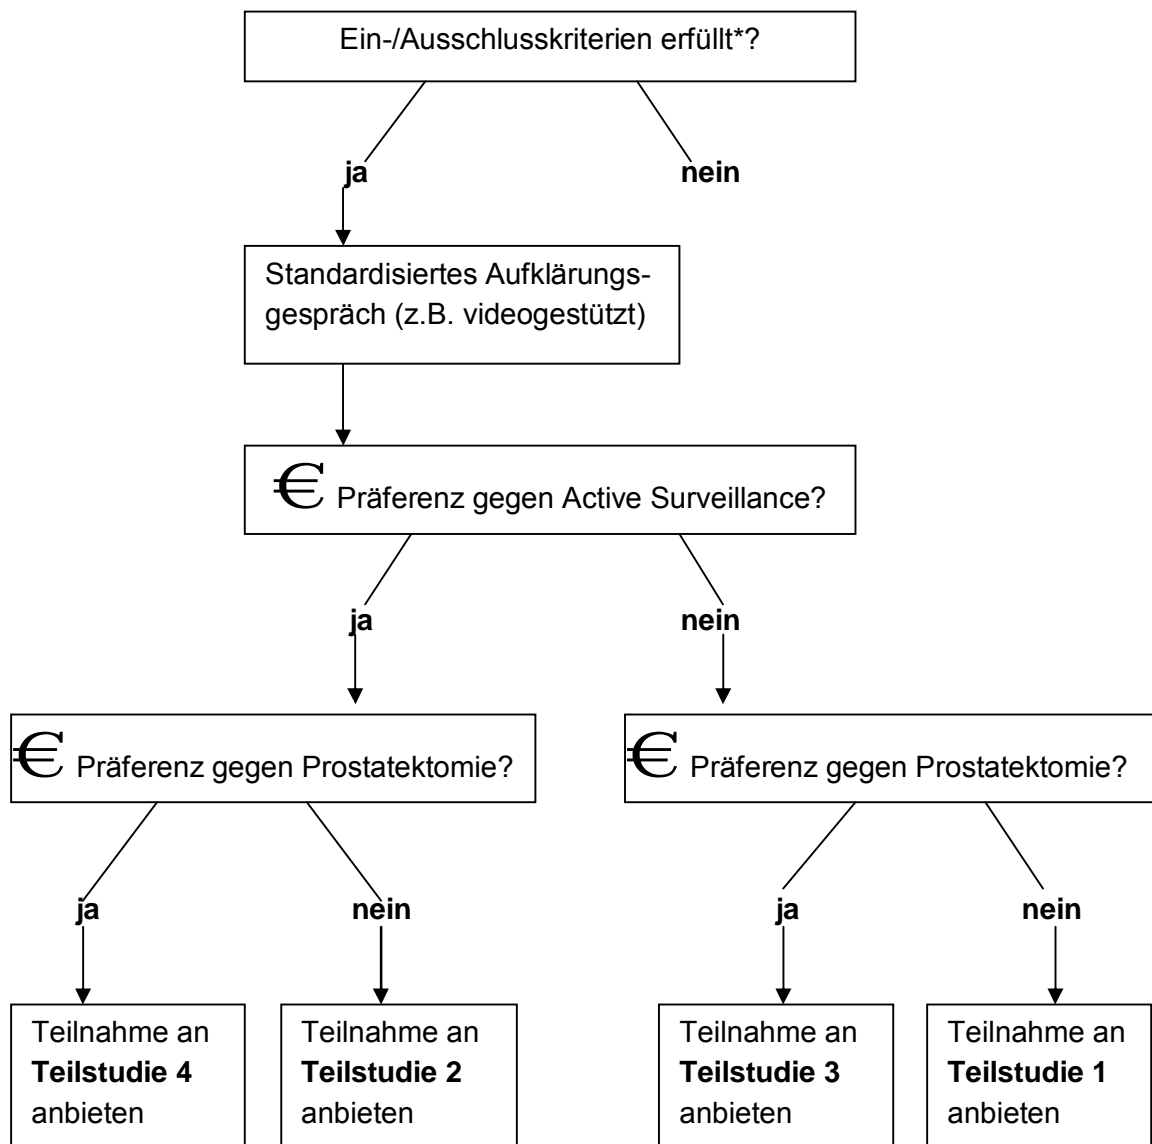 Ein-/Ausschlusskriterien erfüllt*?
ja
nein
Standardisiertes Aufklärungs-
gespräch (z.B. videogestützt)
€ Präferenz gegen Active Surveillance?
ja
nein
€ Präferenz gegen Prostatektomie?
€ Präferenz gegen Prostatektomie?
ja
nein
ja
nein
Teilnahme an
Teilstudie 4
anbieten
Teilnahme an
Teilstudie 2
anbieten
Teilnahme an
Teilstudie 3
anbieten
Teilnahme an
Teilstudie 1
anbieten